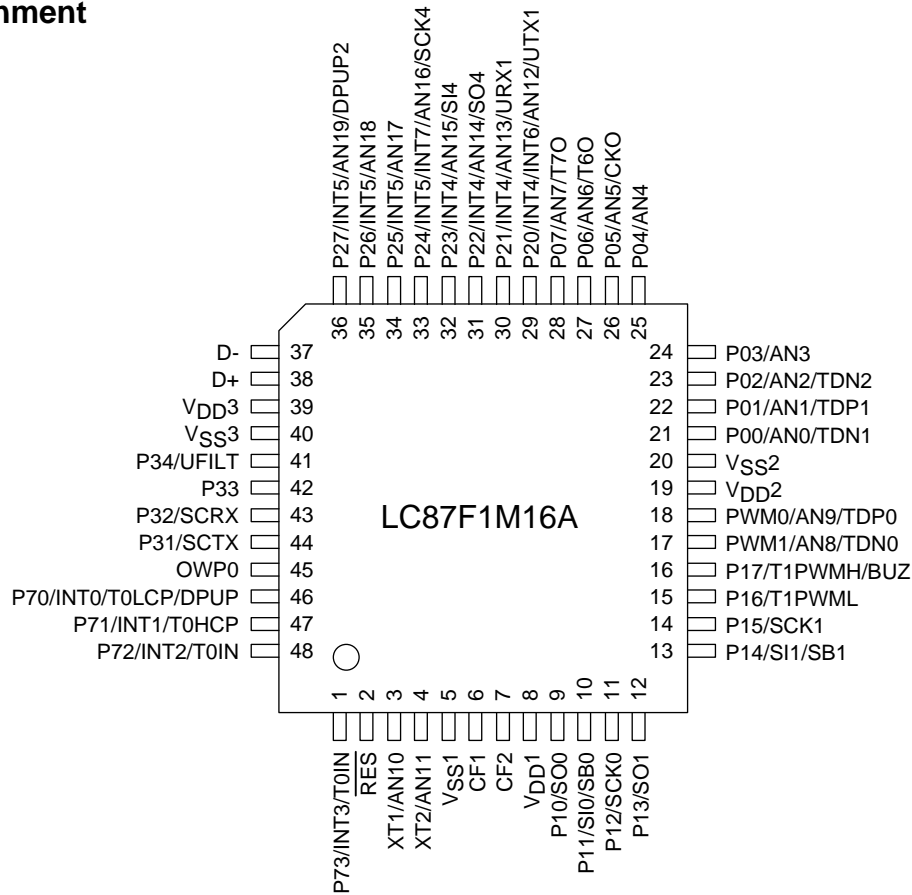 nment
P27/INT5/AN19/DPUP2
P26/INT5/AN18
P25/INT5/AN17
P24/INT5/INT7/AN16/SCK4
P23/INT4/AN15/SI4
P22/INT4/AN14/SO4
P21/INT4/AN13/URX1
P20/INT4/INT6/AN12/UTX1
P07/AN7/T7O
P06/AN6/T6O
P05/AN5/CKO
P04/AN4
36
35
34
33
32
31
30
29
28
27
26
25
D- 37
D+ 38
VDD3 39
VSS3 40
P34/UFILT 41
P33 42
P32/SCRX 43
P31/SCTX 44
OWP0 45
P70/INT0/T0LCP/DPUP 46
P71/INT1/T0HCP 47
P72/INT2/T0IN 48
LC87F1M16A
24 P03/AN3
23 P02/AN2/TDN2
22 P01/AN1/TDP1
21 P00/AN0/TDN1
20 VSS2
19 VDD2
18 PWM0/AN9/TDP0
17 PWM1/AN8/TDN0
16 P17/T1PWMH/BUZ
15 P16/T1PWML
14 P15/SCK1
13 P14/SI1/SB1
1
2
3
4
5
6
7
8
9
10
11
12
P73/INT3/T0IN
RES
XT1/AN10
XT2/AN11
VSS1
CF1
CF2
VDD1
P10/SO0
P11/SI0/SB0
P12/SCK0
P13/SO1